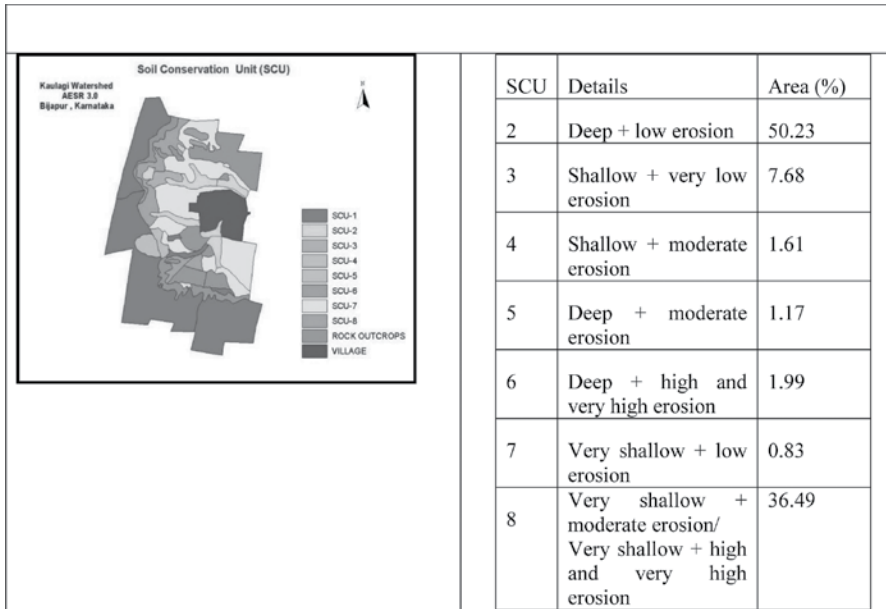 Soil Conservation Unit (SCU)
Kaulagi Watershed
AESR 3.0
Bijapur , Karnataka
N
SCU-1
SCU-2
SCU-3
SCU-4
SCU-5
SCU-6
SCU-7
SCU-8
ROCK OUTCROPS
VILLAGE
SCU Details Area (%)
2 Deep + low erosion 50.23
3 Shallow + very low 7.68
erosion
4 Shallow + moderate 1.61
erosion
5 Deep + moderate 1.17
erosion
6 Deep + high and 1.99
very high erosion
7 Very shallow + low 0.83
erosion
8 Very shallow + 36.49
moderate erosion/
Very shallow + high
and very high
erosion